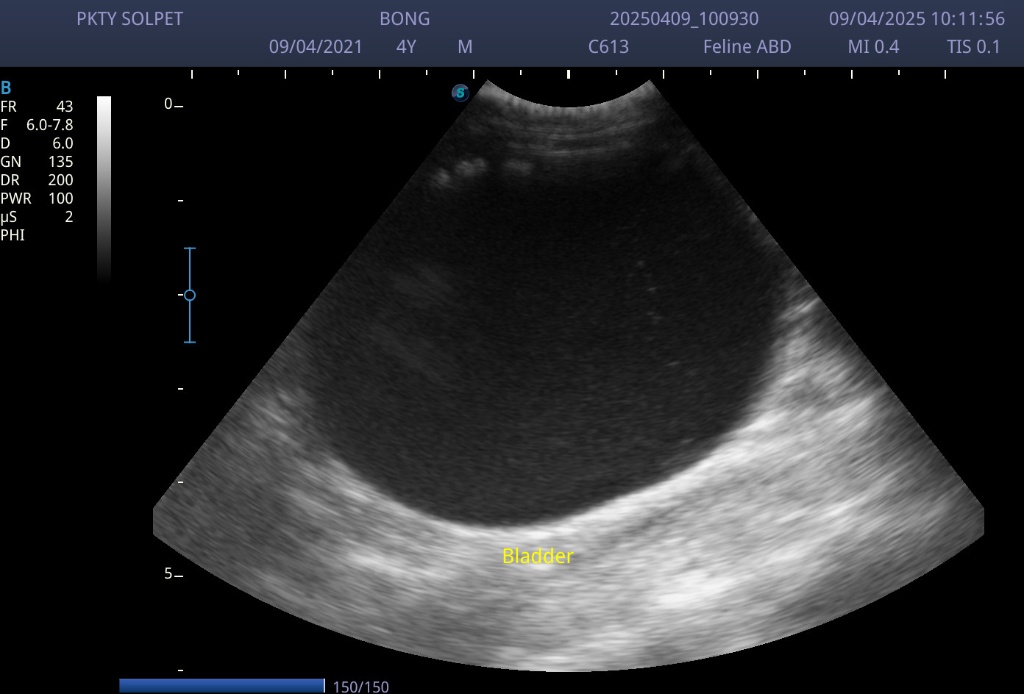 PKTY SOLPET BONG 20250409_100930 09/04/2025 10:11:56
09/04/2021 4Y M C613 Feline ABD MI 0.4 TIS 0.1
B
FR 43
F 6.0-7.8
D 6.0
GN 135
DR 200
PWR 100
µS 2
PHI
S
0
5
Bladder
150/150